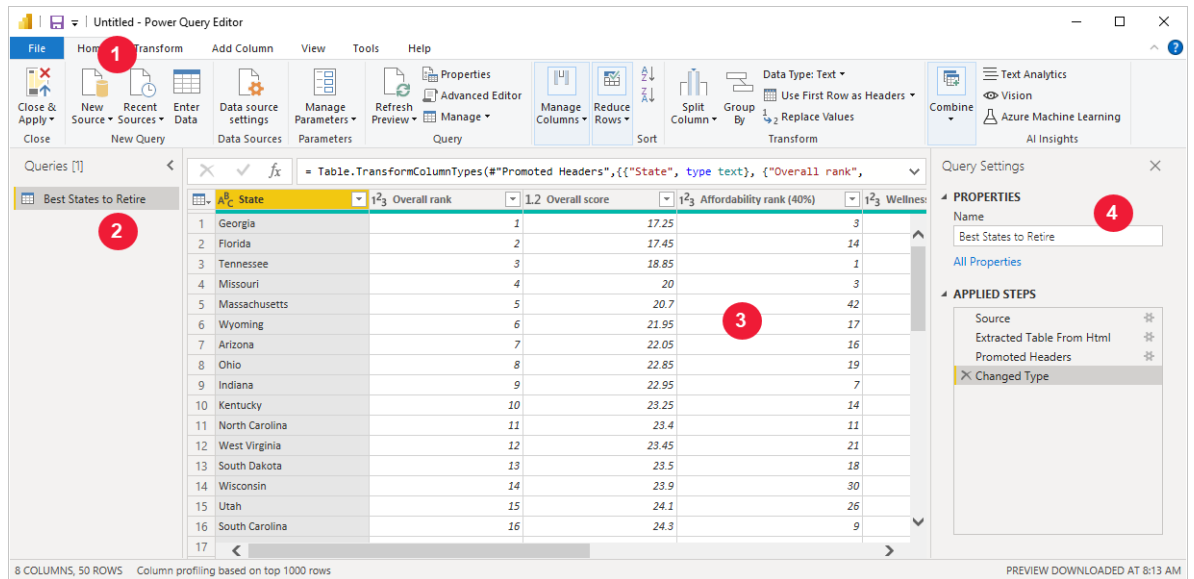 Untitled - Power Query Editor
File Hom 1 Transform Add Column View Tools Help ?
Close & Apply New Source Recent Sources Enter Data Data source settings Manage Parameters Refresh Preview Properties Advanced Editor Manage Manage Columns Reduce Rows Split Column Group By Data Type: Text Use First Row as Headers Replace Values Combine Text Analytics Vision Azure Machine Learning
Close New Query Data Sources Parameters Query Sort Transform AI Insights
Queries [1]
Best States to Retire
2
fx = Table.TransformColumnTypes(#"Promoted Headers",{{"State", type text}, {"Overall rank",
ABC State 123 Overall rank 1.2 Overall score 123 Affordability rank (40%) 123 Wellness
1 Georgia 1 17.25 3
2 Florida 2 17.45 14
3 Tennessee 3 18.85 1
4 Missouri 4 20 3
5 Massachusetts 5 20.7 42
6 Wyoming 6 21.95 17
7 Arizona 7 22.05 16
8 Ohio 8 22.85 19
9 Indiana 9 22.95 7
10 Kentucky 10 23.25 14
11 North Carolina 11 23.4 11
12 West Virginia 12 23.45 21
13 South Dakota 13 23.5 18
14 Wisconsin 14 23.9 30
15 Utah 15 24.1 26
16 South Carolina 16 24.3 9
17
3
Query Settings
PROPERTIES
4
Name
Best States to Retire
All Properties
APPLIED STEPS
Source
Extracted Table From Html
Promoted Headers
Changed Type
8 COLUMNS, 50 ROWS Column profiling based on top 1000 rows
PREVIEW DOWNLOADED AT 8:13 AM